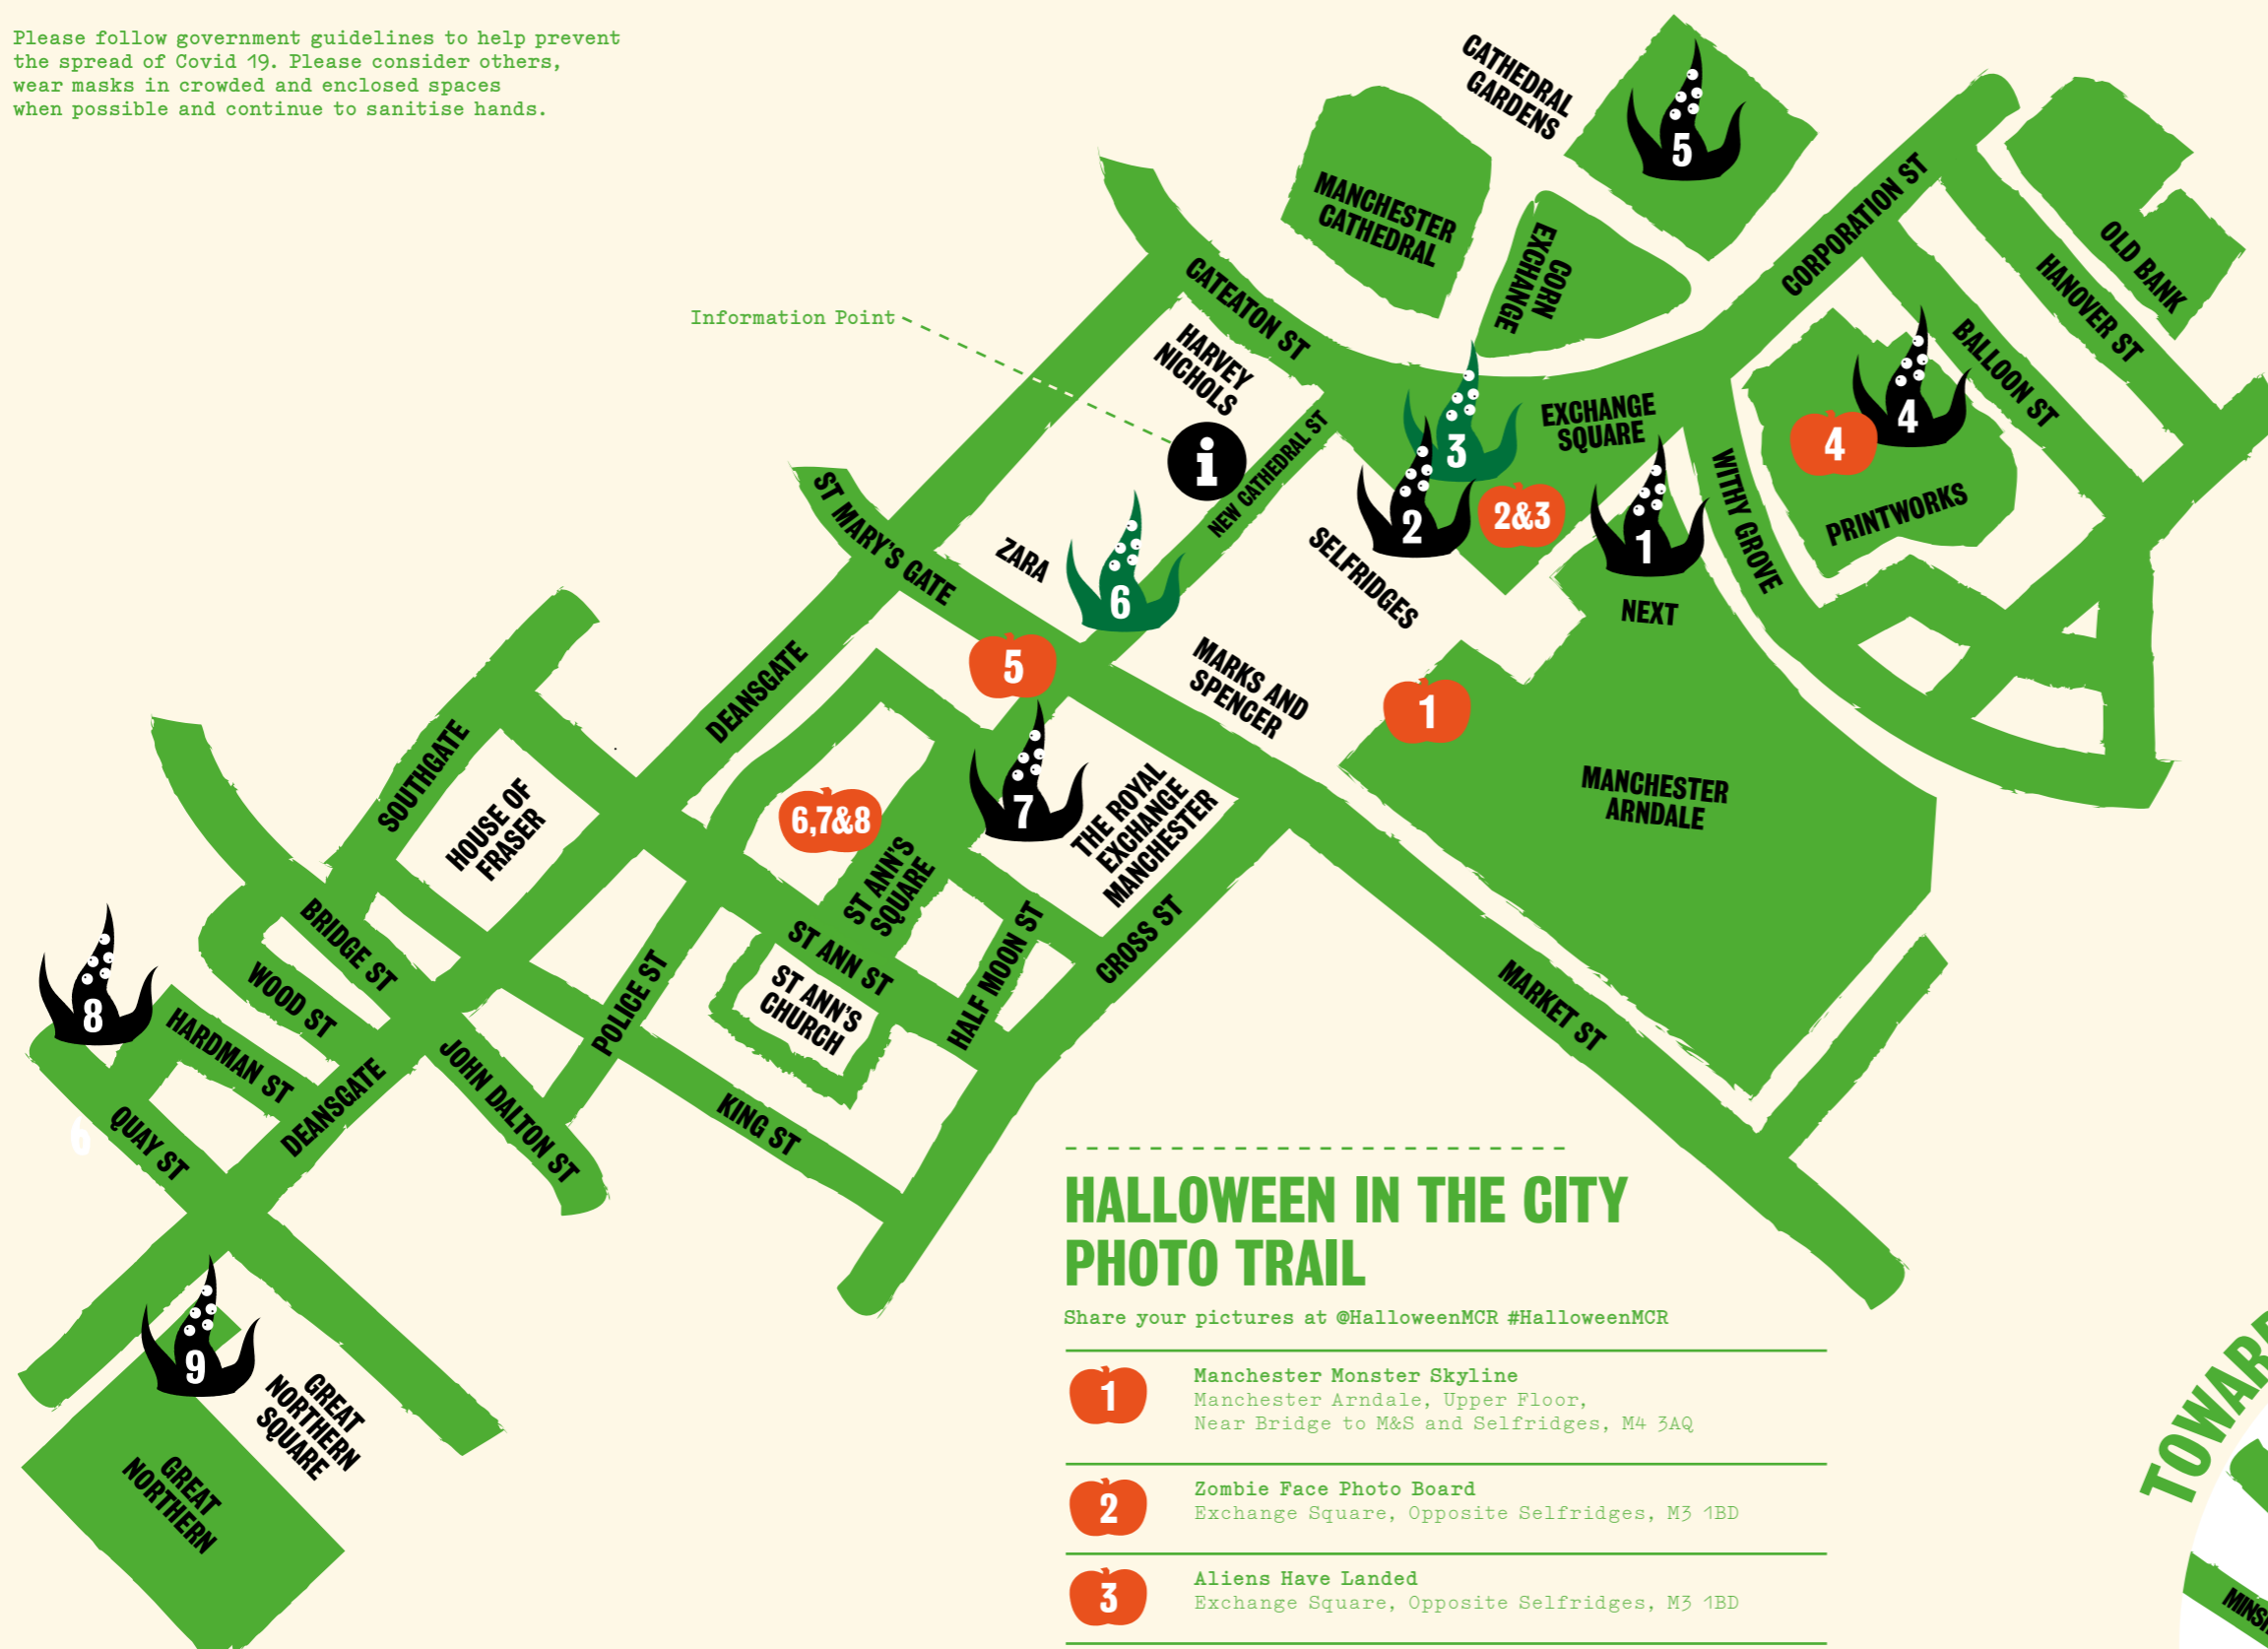 Please follow government guidelines to help prevent
the spread of Covid 19. Please consider others,
wear masks in crowded and enclosed spaces
when possible and continue to sanitise hands.
CATHEDRAL
GARDENS
5
MANCHESTER
CATHEDRAL
CORN
EXCHANGE
CORPORATION ST
OLD BANK
HANOVER ST
BALLOON ST
CATEATON ST
Information Point
i
HARVEY
NICHOLS
NEW CATHEDRAL ST
3
EXCHANGE
SQUARE
4
4
PRINTWORKS
WITHY GROVE
2
2&3
1
SELFRIDGES
NEXT
ST MARY'S GATE
ZARA
6
5
MARKS AND
SPENCER
1
MANCHESTER
ARNDALE
DEANSGATE
SOUTHGATE
HOUSE OF
FRASER
6,7&8
7
THE ROYAL
EXCHANGE
MANCHESTER
ST ANN'S
SQUARE
ST ANN ST
HALF MOON ST
CROSS ST
MARKET ST
BRIDGE ST
WOOD ST
8
HARDMAN ST
POLICE ST
ST ANN'S
CHURCH
JOHN DALTON ST
KING ST
DEANSGATE
QUAY ST
6
9
GREAT
NORTHERN
SQUARE
GREAT
NORTHERN
HALLOWEEN IN THE CITY
PHOTO TRAIL
Share your pictures at @HalloweenMCR #HalloweenMCR
1
Manchester Monster Skyline
Manchester Arndale, Upper Floor,
Near Bridge to M&S and Selfridges, M4 3AQ
2
Zombie Face Photo Board
Exchange Square, Opposite Selfridges, M3 1BD
3
Aliens Have Landed
Exchange Square, Opposite Selfridges, M3 1BD